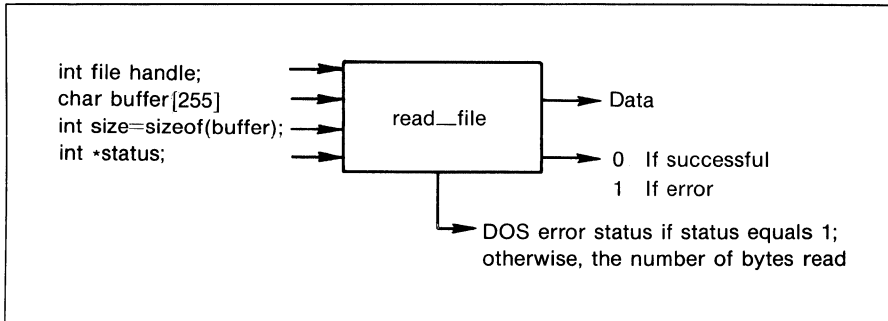 int file handle;
char buffer[255]
int size=sizeof(buffer);
int *status;
read__file
Data
0 If successful
1 If error
DOS error status if status equals 1;
otherwise, the number of bytes read